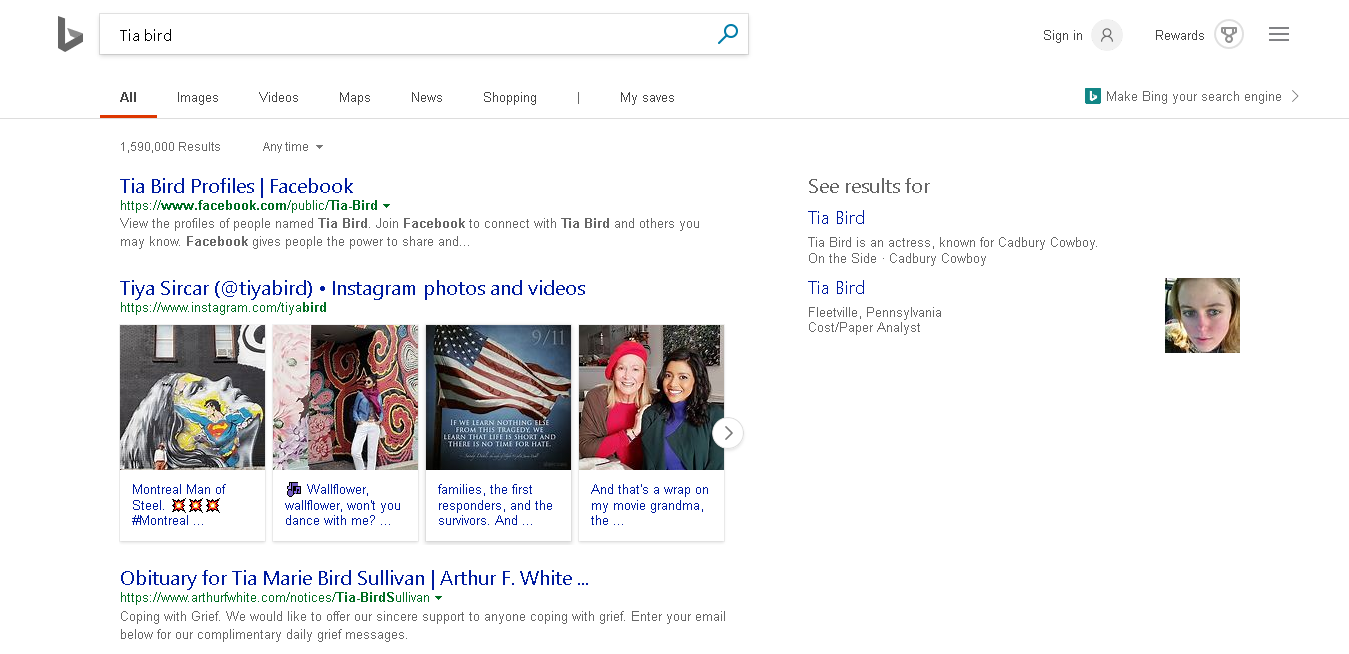 Tia bird
Sign in
Rewards
All
Images
Videos
Maps
News
Shopping
|
My saves
Make Bing your search engine
1,590,000 Results
Any time
Tia Bird Profiles | Facebook
https://www.facebook.com/public/Tia-Bird
View the profiles of people named Tia Bird. Join Facebook to connect with Tia Bird and others you
may know. Facebook gives people the power to share and...
Tiya Sircar (@tiyabird) • Instagram photos and videos
https://www.instagram.com/tiyabird
9/11
IF WE LEARN NOTHING ELSE
FROM THIS TRAGEDY, WE
LEARN THAT LIFE IS SHORT AND
THERE IS NO TIME FOR HATE.
Montreal Man of
Steel. 💥💥💥
#Montreal ...
Wallflower,
wallflower, won't you
dance with me? ...
families, the first
responders, and the
survivors. And ...
And that's a wrap on
my movie grandma,
the ...
Obituary for Tia Marie Bird Sullivan | Arthur F. White ...
https://www.arthurfwhite.com/notices/Tia-BirdSullivan
Coping with Grief. We would like to offer our sincere support to anyone coping with grief. Enter your email
below for our complimentary daily grief messages.
See results for
Tia Bird
Tia Bird is an actress, known for Cadbury Cowboy.
On the Side · Cadbury Cowboy
Tia Bird
Fleetville, Pennsylvania
Cost/Paper Analyst